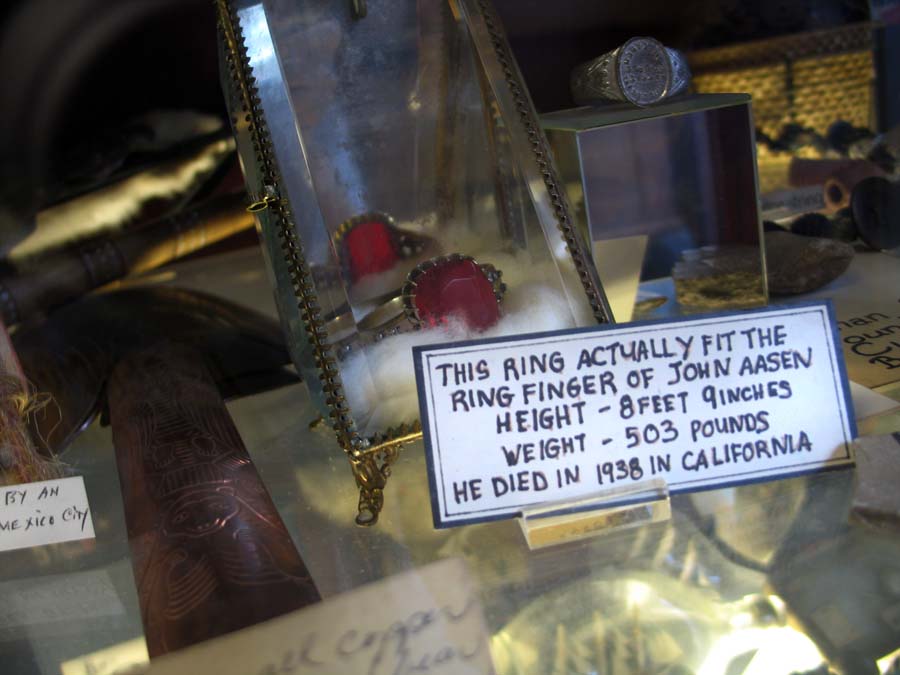 THIS RING ACTUALLY FIT THE
RING FINGER OF JOHN AASEN
HEIGHT - 8 FEET 9 INCHES
WEIGHT - 503 POUNDS
HE DIED IN 1938 IN CALIFORNIA
BY AN
MEXICO CITY
copper